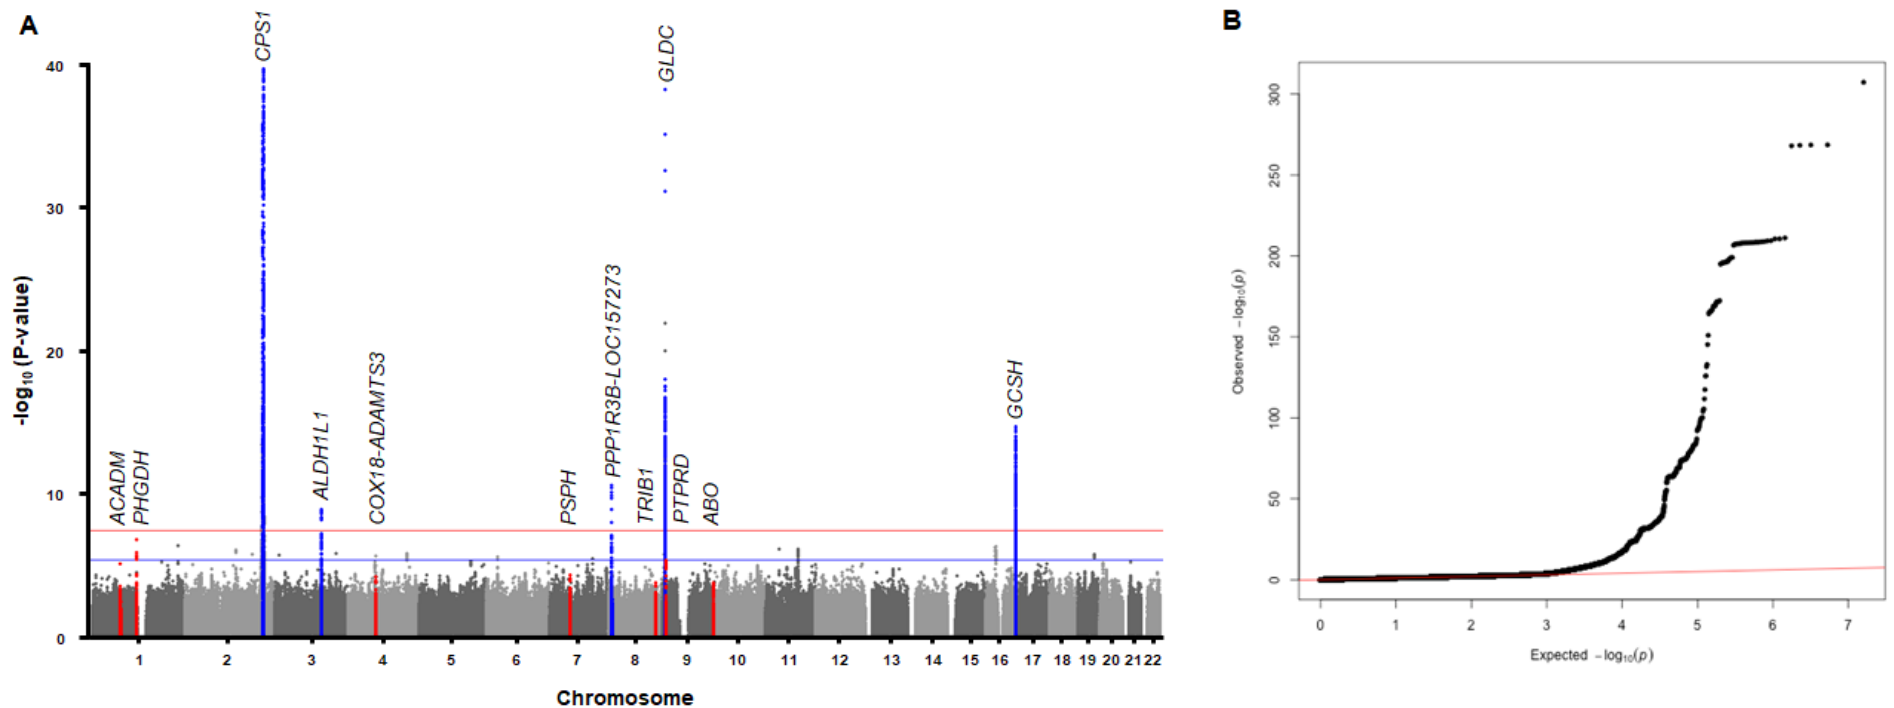 A
CPS1
GLDC
B
40
30
20
10
0
-log10 (P-value)
ACADM
PHGDH
ALDH1L1
COX18-ADAMTS3
PSPH
PPP1R3B-LOC157273
TRIB1
PTPRD
ABO
GCSH
1 2 3 4 5 6 7 8 9 10 11 12 13 14 15 16 17 18 19 20 21 22
Chromosome
300
250
200
150
100
50
0
Observed −log10(p)
0 1 2 3 4 5 6 7
Expected −log10(p)